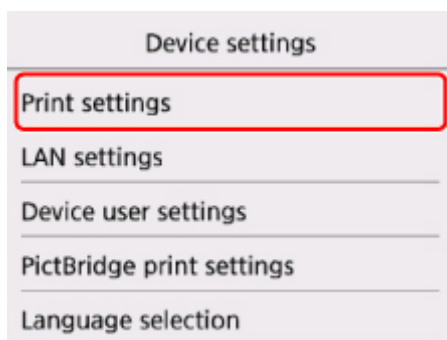 Device settings
Print settings
LAN settings
Device user settings
PictBridge print settings
Language selection